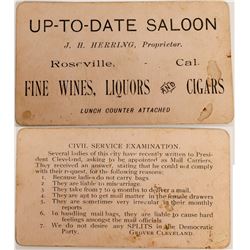 UP-TO-DATE SALOON
J. H. HERRING, Proprietor.
Roseville, - Cal.
FINE WINES, LIQUORS AND CIGARS
LUNCH COUNTER ATTACHED
CIVIL SERVICE EXAMINATION.
Several ladies of this city have recently written to Presi-
dent Cleveland, asking to be appointed as Mail Carriers.
They received an answer, stating that he could not comply
with their request, for the following reasons:
1. Because ladies do not carry bags.
2. They are liable to miscarriage.
3. They take from 7 to 9 months to deliver a mail.
4. They are apt to get mail matter in the female drawers
5. They are sometimes very irregular in their monthly
reports
6. In handling mail bags, they are liable to cause hard
feelings amongst the mail officials
7. We do not desire any SPLITS in the Democratic
Party. GROVER CLEVELAND.